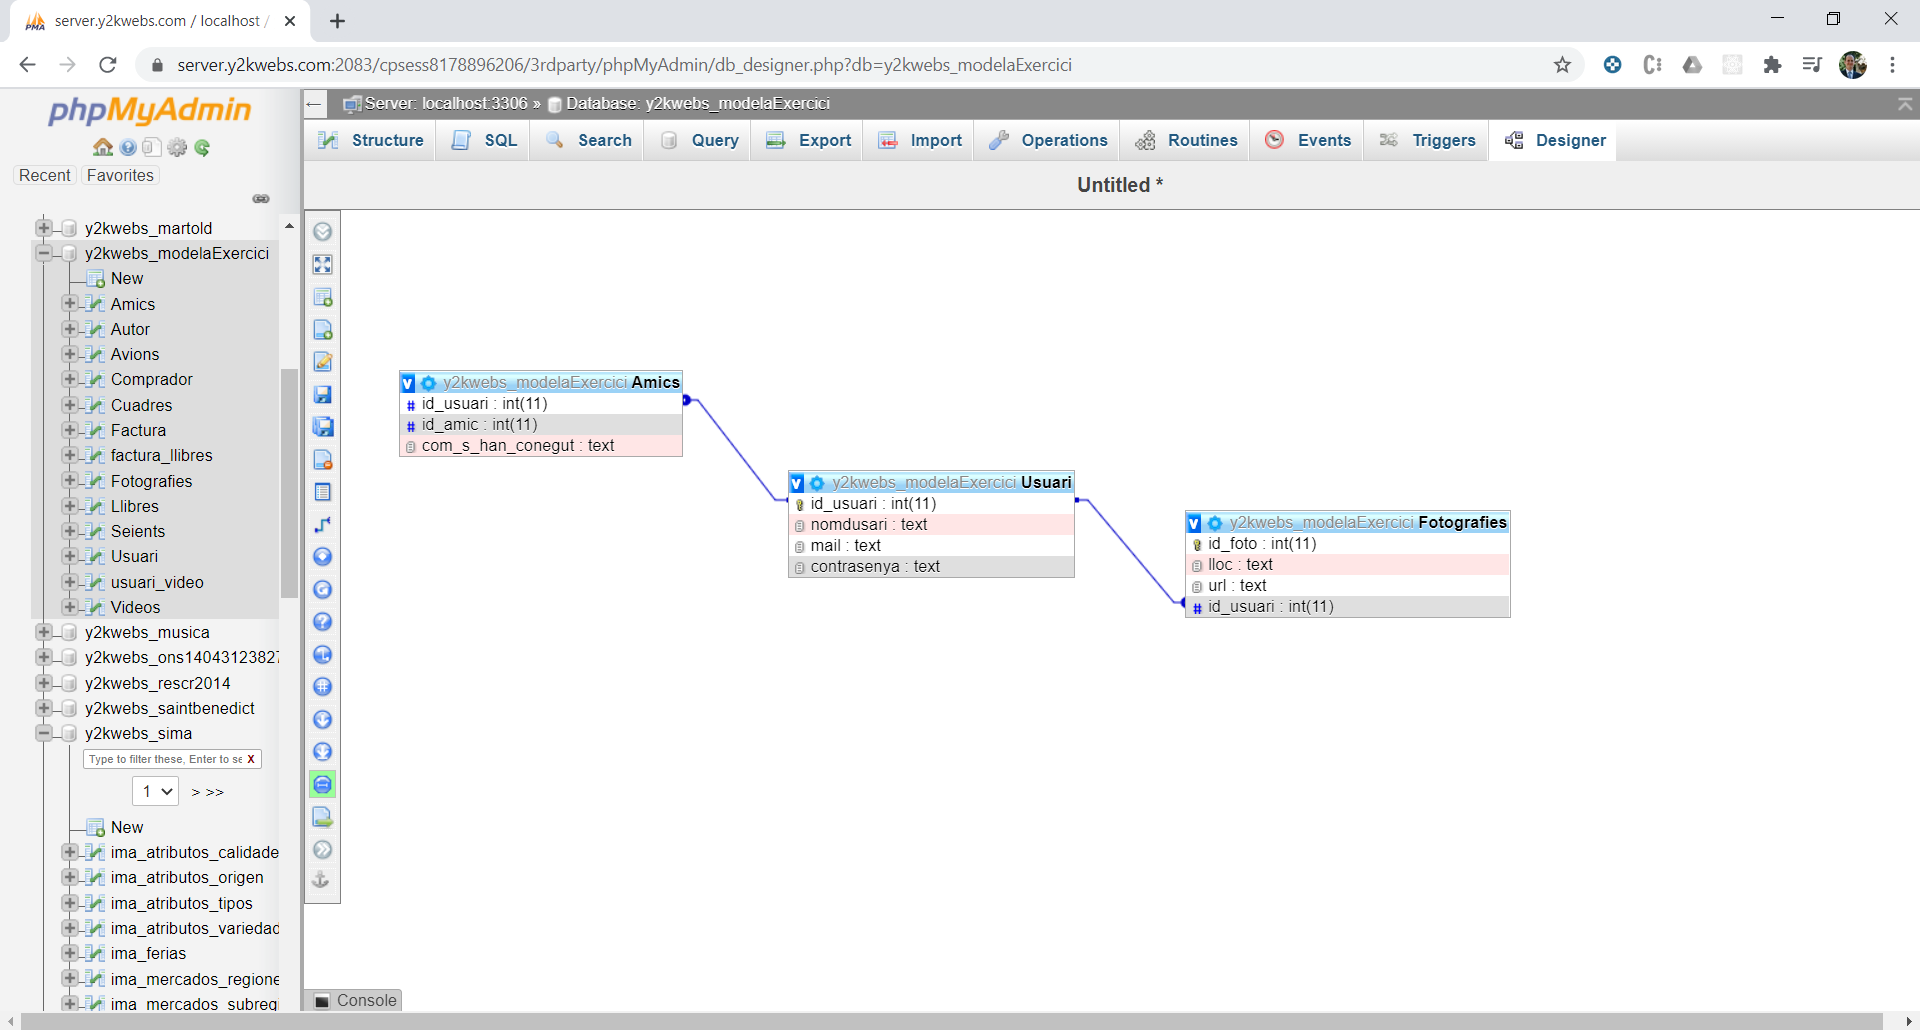 server.y2kwebs.com / localhost /
server.y2kwebs.com:2083/cpsess8178896206/3rdparty/phpMyAdmin/db_designer.php?db=y2kwebs_modelaExercici
phpMyAdmin
Recent
Favorites
y2kwebs_martold
y2kwebs_modelaExercici
New
Amics
Autor
Avions
Comprador
Cuadres
Factura
factura_llibres
Fotografies
Llibres
Seients
Usuari
usuari_video
Videos
y2kwebs_musica
y2kwebs_ons14043123827
y2kwebs_rescr2014
y2kwebs_saintbenedict
y2kwebs_sima
Type to filter these, Enter to se X
1 > >>
New
ima_atributos_calidade
ima_atributos_origen
ima_atributos_tipos
ima_atributos_variedad
ima_ferias
ima_mercados_regione
ima_mercados_subregi
Server: localhost:3306 » Database: y2kwebs_modelaExercici
Structure SQL Search Query Export Import Operations Routines Events Triggers Designer
Untitled *
y2kwebs_modelaExercici Amics
id_usuari : int(11)
id_amic : int(11)
com_s_han_conegut : text
y2kwebs_modelaExercici Usuari
id_usuari : int(11)
nomdusari : text
mail : text
contrasenya : text
y2kwebs_modelaExercici Fotografies
id_foto : int(11)
lloc : text
url : text
id_usuari : int(11)
Console